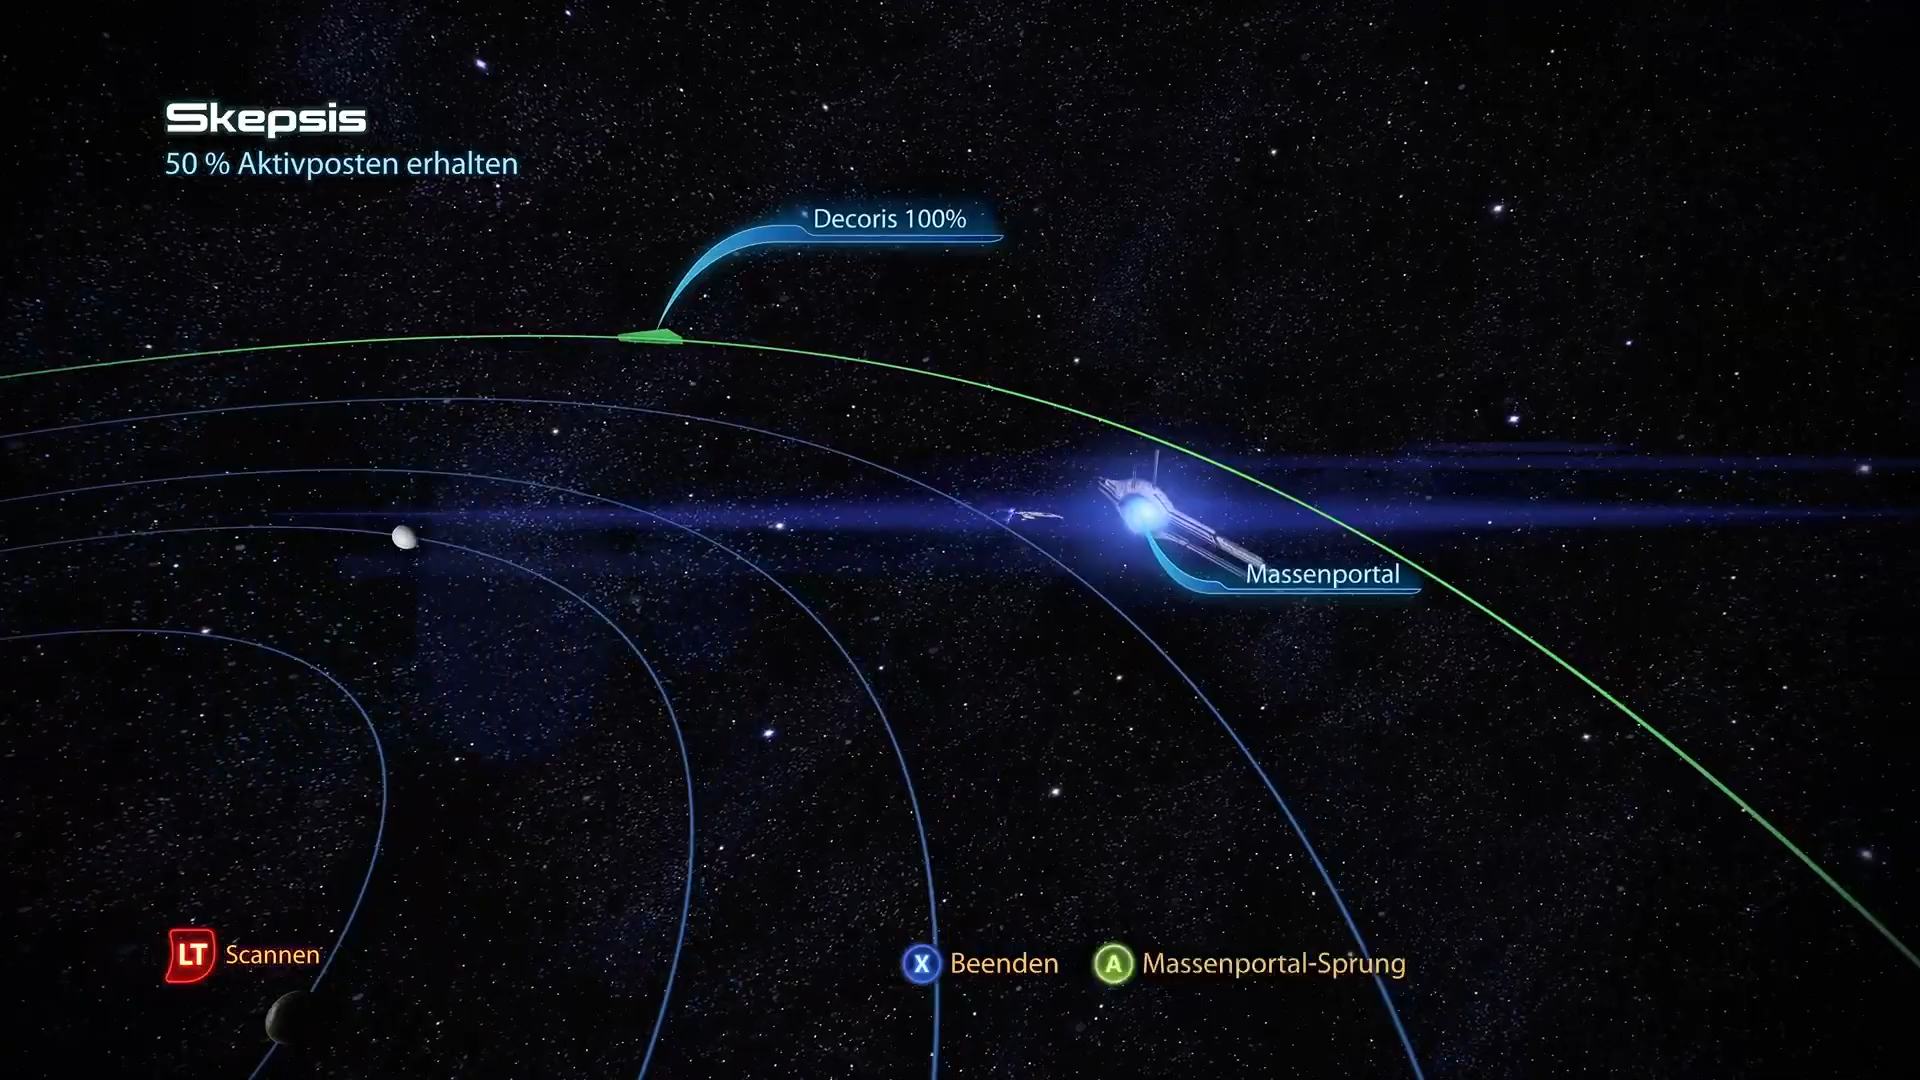 Skepsis
50 % Aktivposten erhalten
Decoris 100%
Massenportal
LT Scannen
X Beenden A Massenportal-Sprung